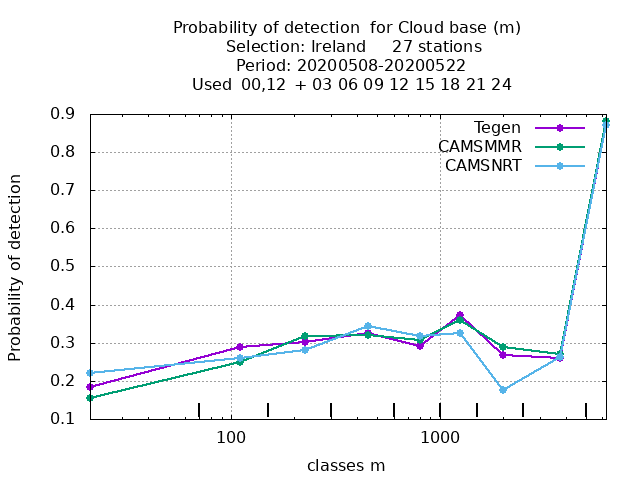 Probability of detection  for Cloud base (m)
Selection: Ireland     27 stations
Period: 20200508-20200522
Used  00,12  + 03 06 09 12 15 18 21 24
Tegen
CAMSMMR
CAMSNRT
Probability of detection
0.9
0.8
0.7
0.6
0.5
0.4
0.3
0.2
0.1
100
1000
classes m